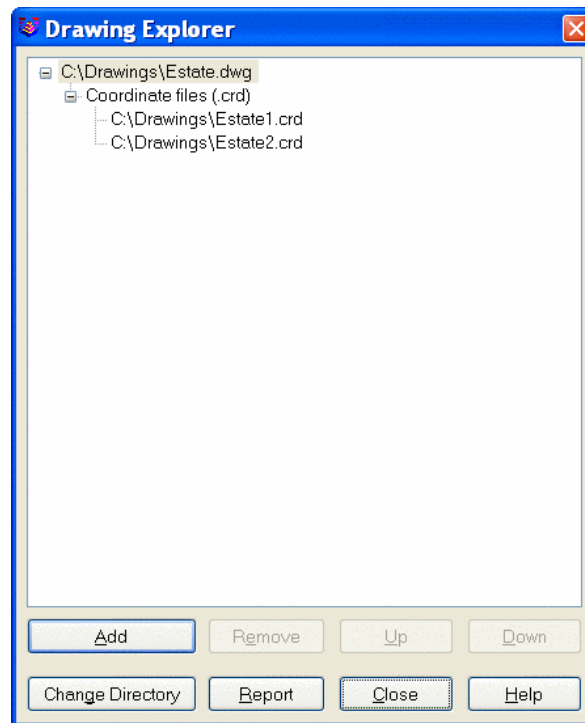 Drawing Explorer
C:\Drawings\Estate.dwg
Coordinate files (.crd)
C:\Drawings\Estate1.crd
C:\Drawings\Estate2.crd
Add Remove Up Down
Change Directory Report Close Help